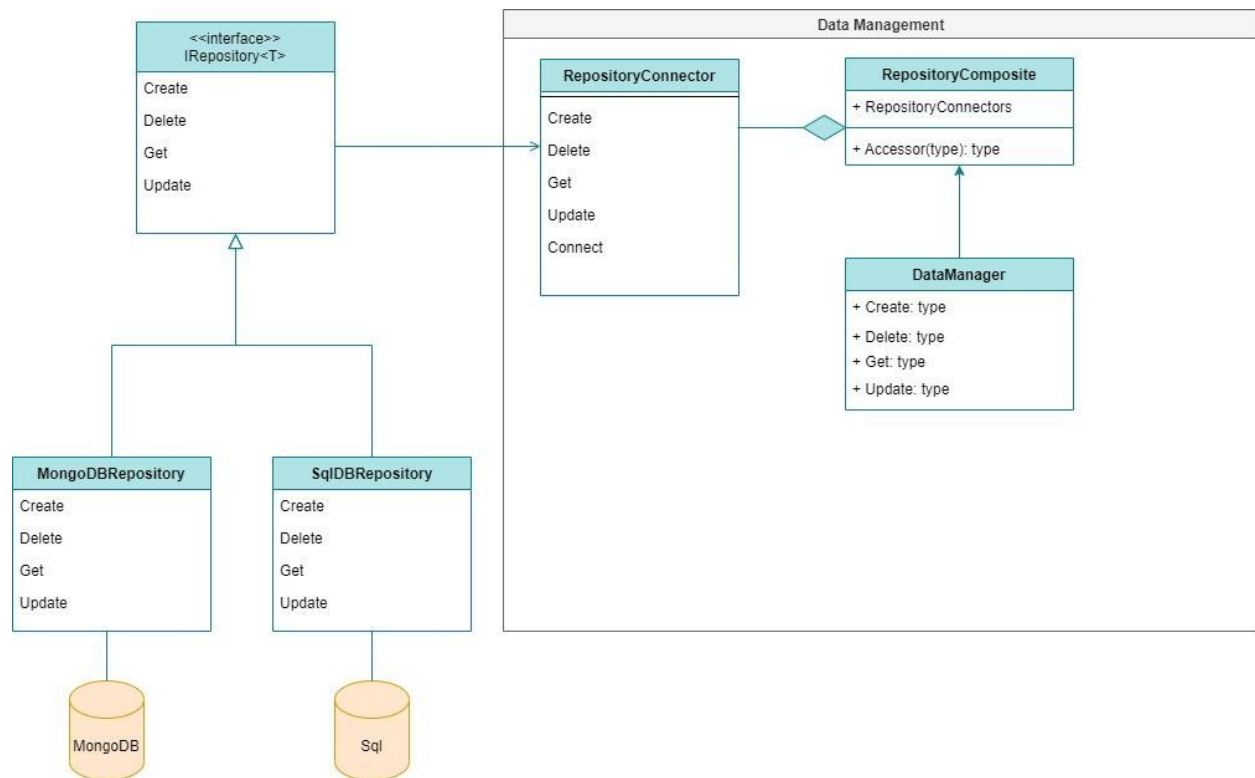 <<interface>>
IRepository<T>
Create
Delete
Get
Update
Data Management
RepositoryConnector
Create
Delete
Get
Update
Connect
RepositoryComposite
+ RepositoryConnectors
+ Accessor(type): type
DataManager
+ Create: type
+ Delete: type
+ Get: type
+ Update: type
MongoDBRepository
Create
Delete
Get
Update
SqlDBRepository
Create
Delete
Get
Update
MongoDB
Sql